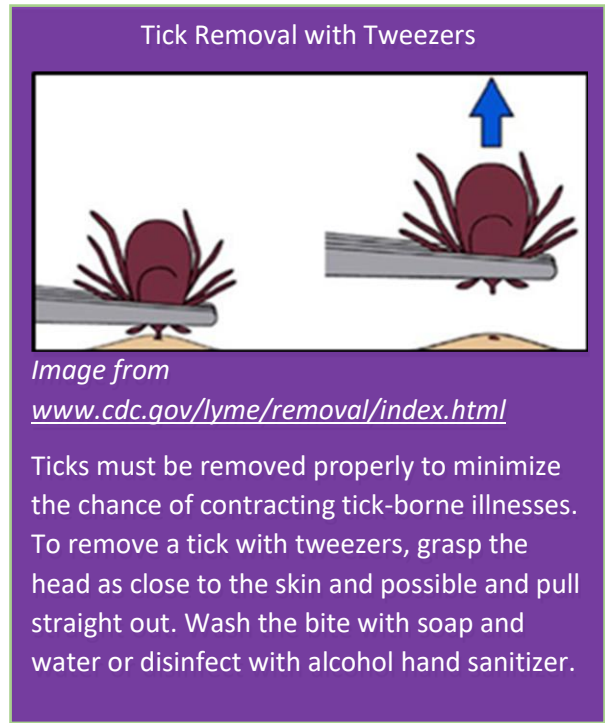 Tick Removal with Tweezers
Image from
www.cdc.gov/lyme/removal/index.html
Ticks must be removed properly to minimize
the chance of contracting tick-borne illnesses.
To remove a tick with tweezers, grasp the
head as close to the skin and possible and pull
straight out. Wash the bite with soap and
water or disinfect with alcohol hand sanitizer.